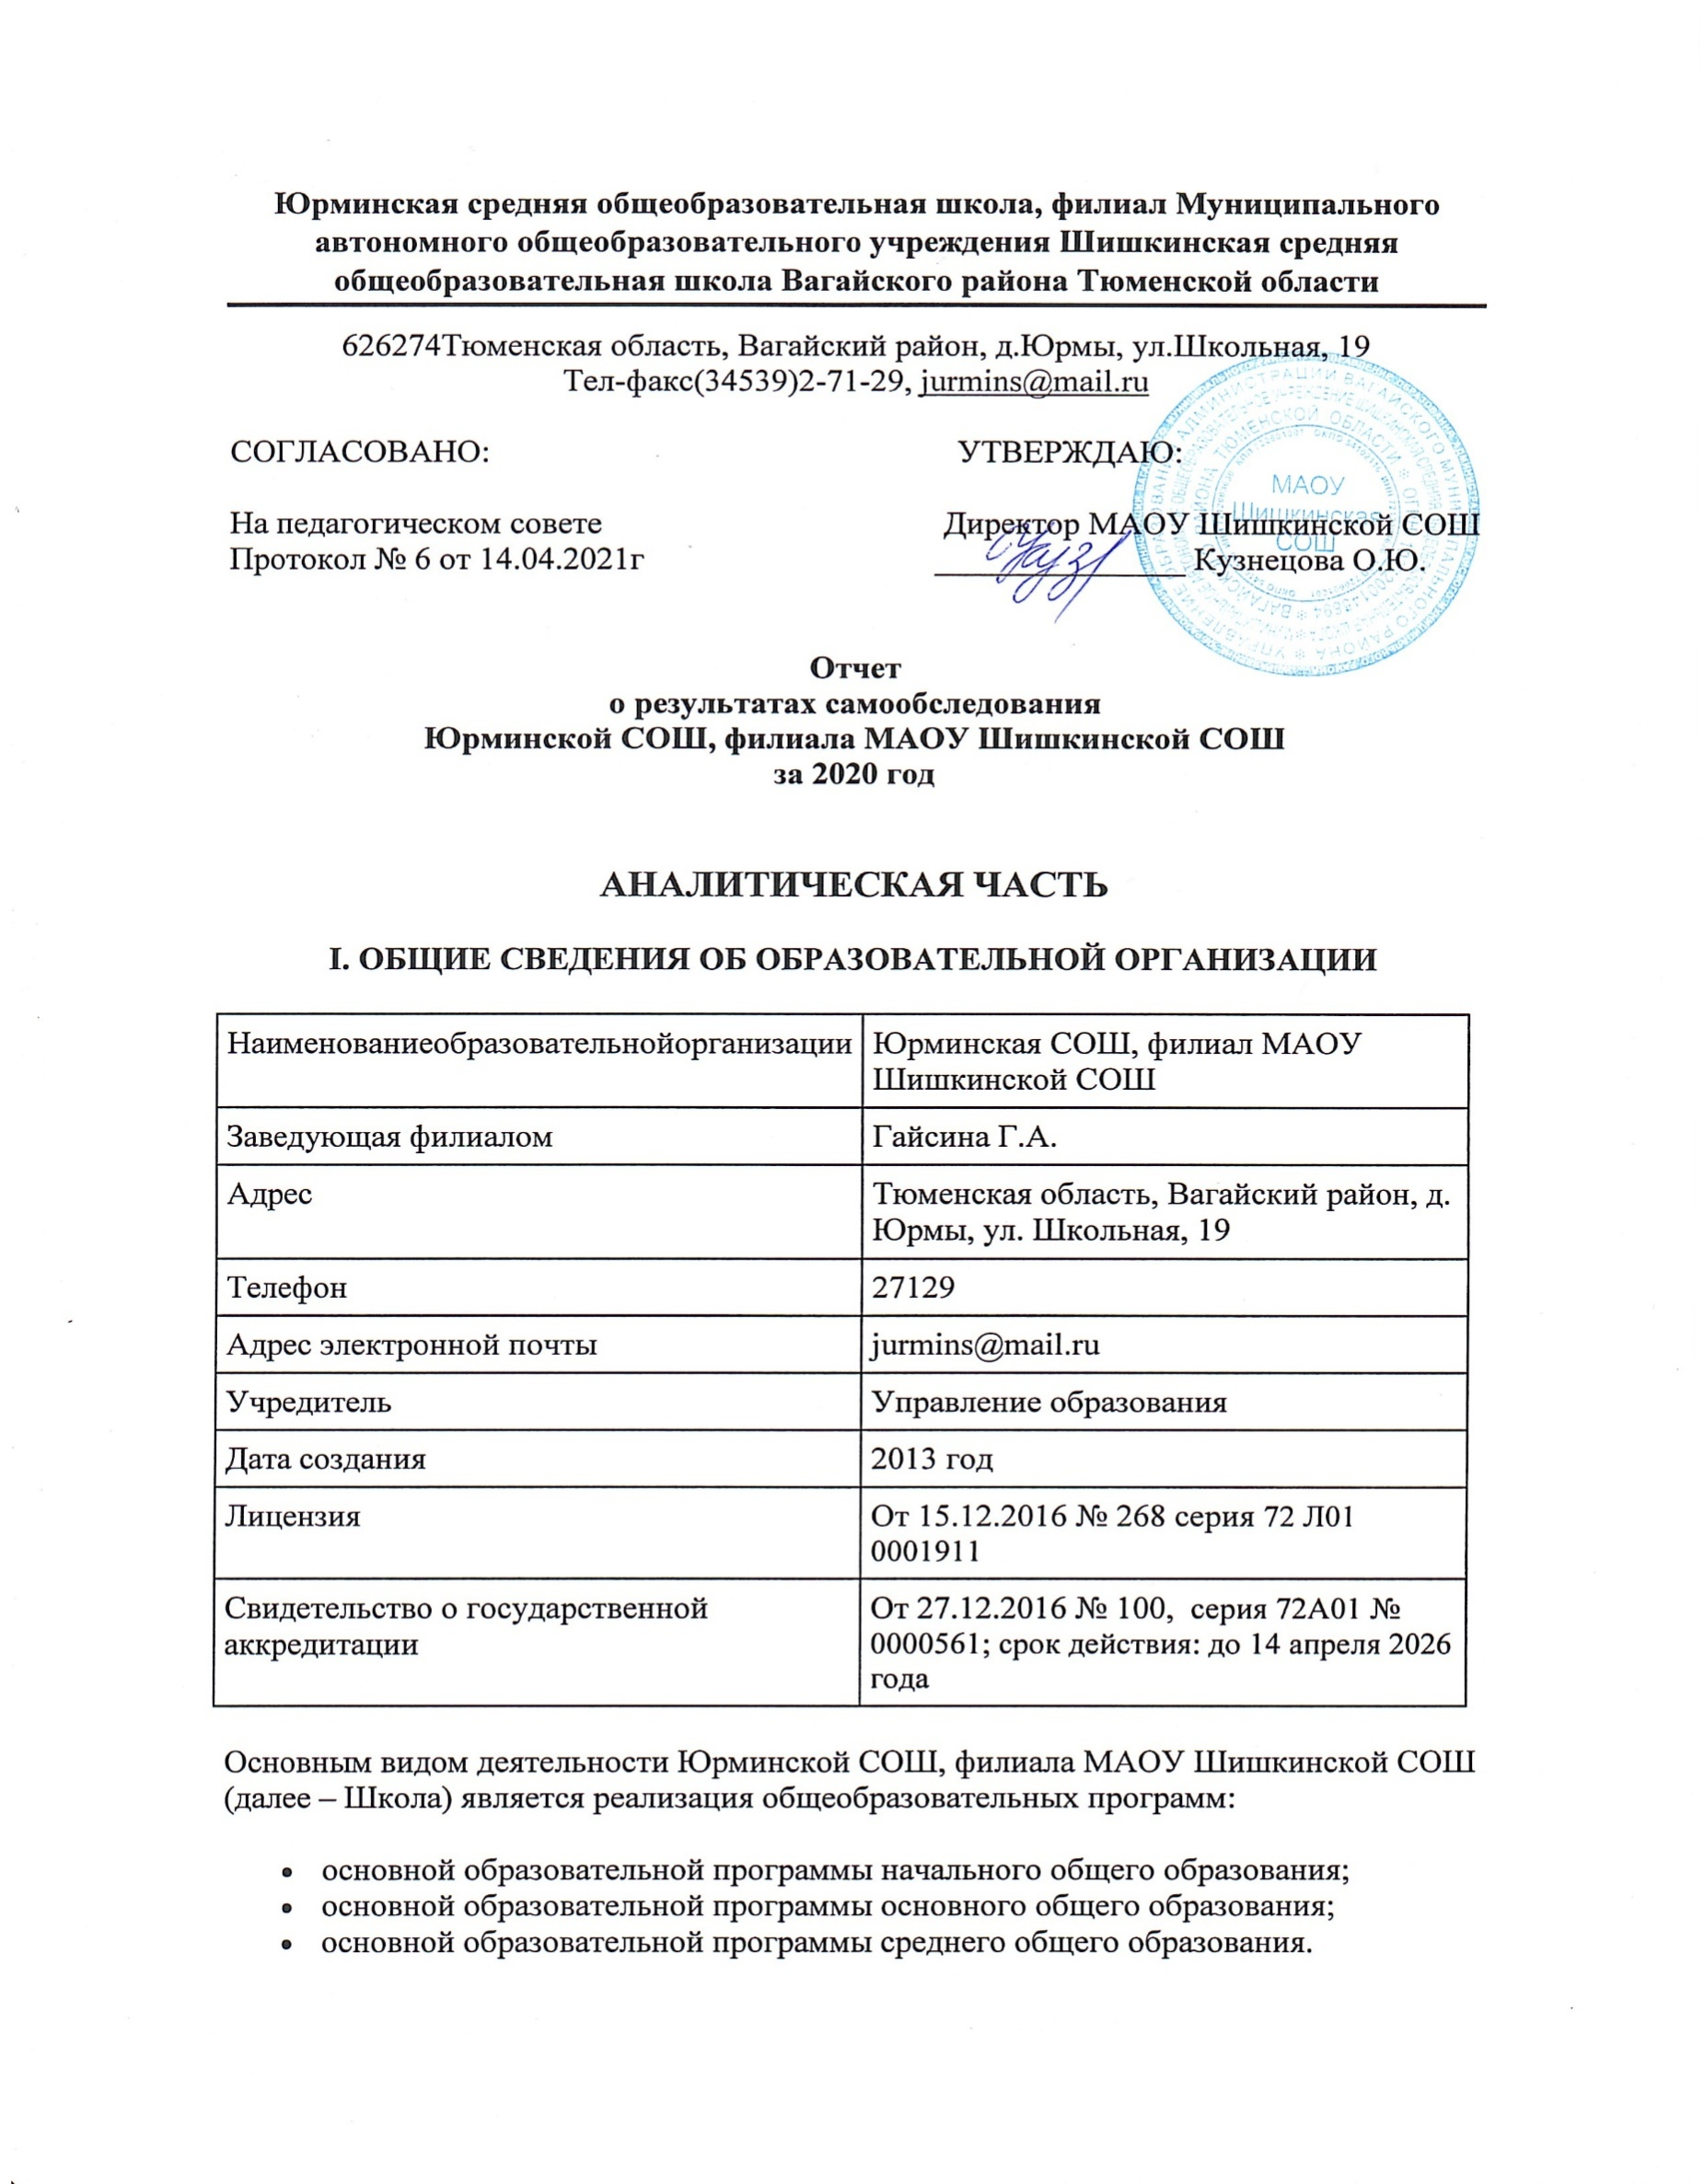 Юрминская средняя общеобразовательная школа, филиал Муниципального
автономного общеобразовательного учреждения Шишкинская средняя
общеобразовательная школа Вагайского района Тюменской области
626274Тюменская область, Вагайский район, д.Юрмы, ул.Школьная, 19
Тел-факс(34539)2-71-29, jurmins@mail.ru
СОГЛАСОВАНО:
УТВЕРЖДАЮ:
На педагогическом совете
Директор МАОУ Шишкинской СОШ
Протокол № 6 от 14.04.2021г
Кузнецова О.Ю.
МАОУ
Шишкинская
СОШ
Отчет
о результатах самообследования
Юрминской СОШ, филиала МАОУ Шишкинской СОШ
за 2020 год
АНАЛИТИЧЕСКАЯ ЧАСТЬ
I. ОБЩИЕ СВЕДЕНИЯ ОБ ОБРАЗОВАТЕЛЬНОЙ ОРГАНИЗАЦИИ
Наименованиеобразовательнойорганизации
Юрминская СОШ, филиал МАОУ
Шишкинской СОШ
Заведующая филиалом
Гайсина Г.А.
Адрес
Тюменская область, Вагайский район, д.
Юрмы, ул. Школьная, 19
Телефон
27129
Адрес электронной почты
jurmins@mail.ru
Учредитель
Управление образования
Дата создания
2013 год
Лицензия
От 15.12.2016 № 268 серия 72 Л01
0001911
Свидетельство о государственной
аккредитации
От 27.12.2016 № 100, серия 72А01 №
0000561; срок действия: до 14 апреля 2026
года
Основным видом деятельности Юрминской СОШ, филиала МАОУ Шишкинской СОШ
(далее – Школа) является реализация общеобразовательных программ:
• основной образовательной программы начального общего образования;
• основной образовательной программы основного общего образования;
• основной образовательной программы среднего общего образования.